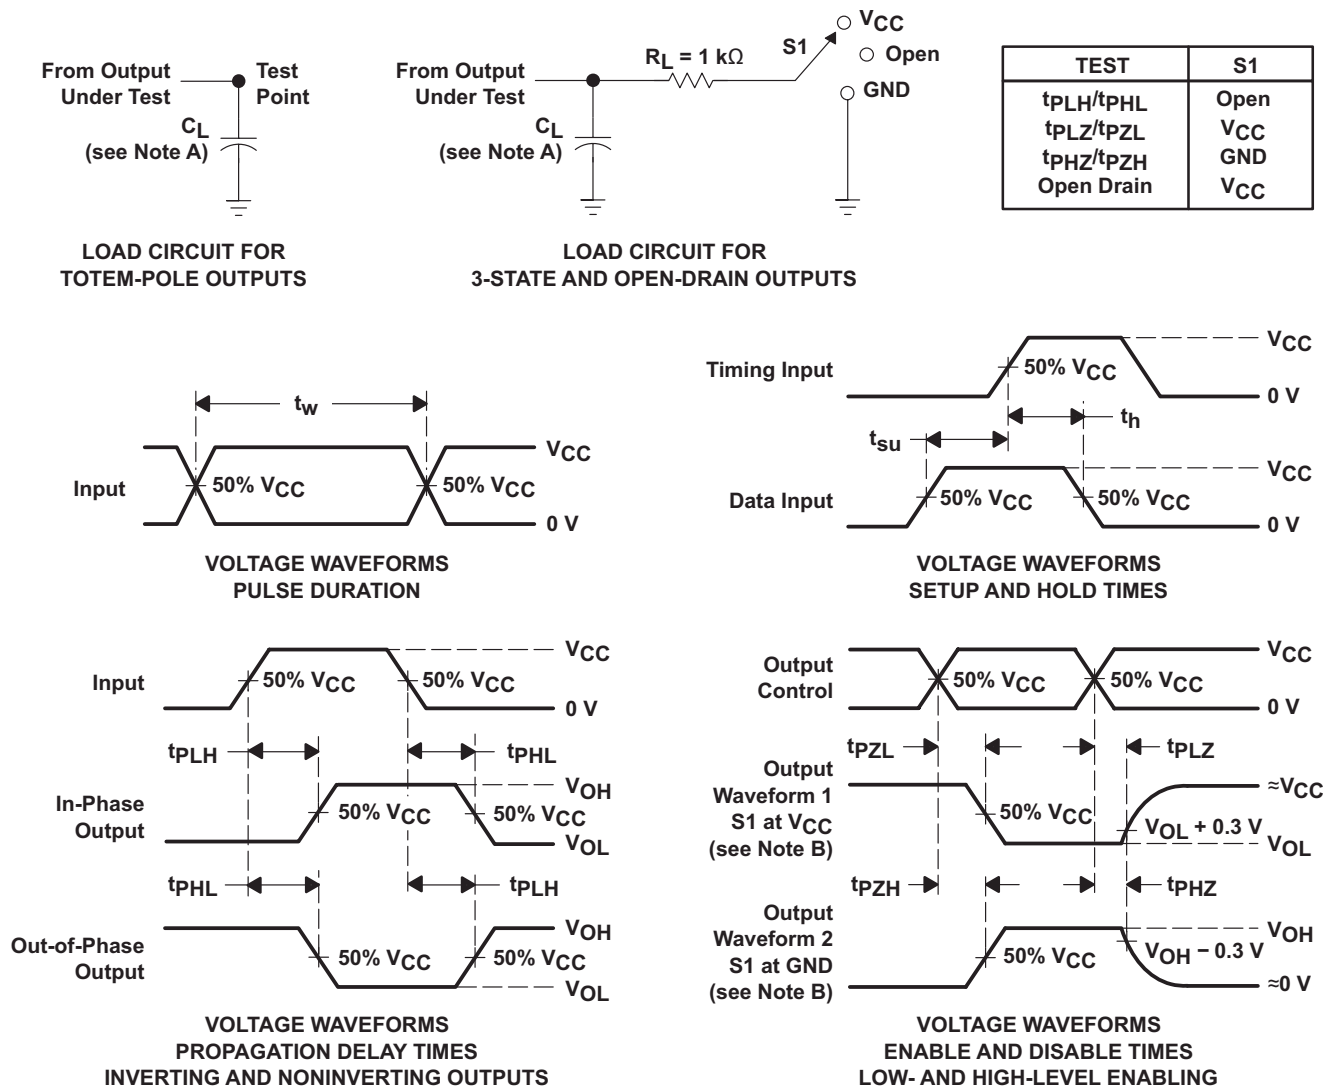 From Output
Under Test
Test
Point
CL
(see Note A)
LOAD CIRCUIT FOR
TOTEM-POLE OUTPUTS
From Output
Under Test
RL = 1 kΩ
S1
VCC
Open
GND
CL
(see Note A)
LOAD CIRCUIT FOR
3-STATE AND OPEN-DRAIN OUTPUTS
TEST S1
tPLH/tPHL Open
tPLZ/tPZL VCC
tPHZ/tPZH GND
Open Drain VCC
tw
Input
50% VCC
50% VCC
VCC
0 V
VOLTAGE WAVEFORMS
PULSE DURATION
Timing Input
50% VCC
VCC
0 V
tsu
th
Data Input
50% VCC
50% VCC
VCC
0 V
VOLTAGE WAVEFORMS
SETUP AND HOLD TIMES
Input
50% VCC
50% VCC
VCC
0 V
tPLH
tPHL
In-Phase
Output
50% VCC
50% VCC
VOH
VOL
tPHL
tPLH
Out-of-Phase
Output
50% VCC
50% VCC
VOH
VOL
VOLTAGE WAVEFORMS
PROPAGATION DELAY TIMES
INVERTING AND NONINVERTING OUTPUTS
Output
Control
50% VCC
50% VCC
VCC
0 V
tPZL
tPLZ
Output
Waveform 1
S1 at VCC
(see Note B)
50% VCC
VOL + 0.3 V
≈VCC
VOL
tPZH
tPHZ
Output
Waveform 2
S1 at GND
(see Note B)
50% VCC
VOH − 0.3 V
VOH
≈0 V
VOLTAGE WAVEFORMS
ENABLE AND DISABLE TIMES
LOW- AND HIGH-LEVEL ENABLING